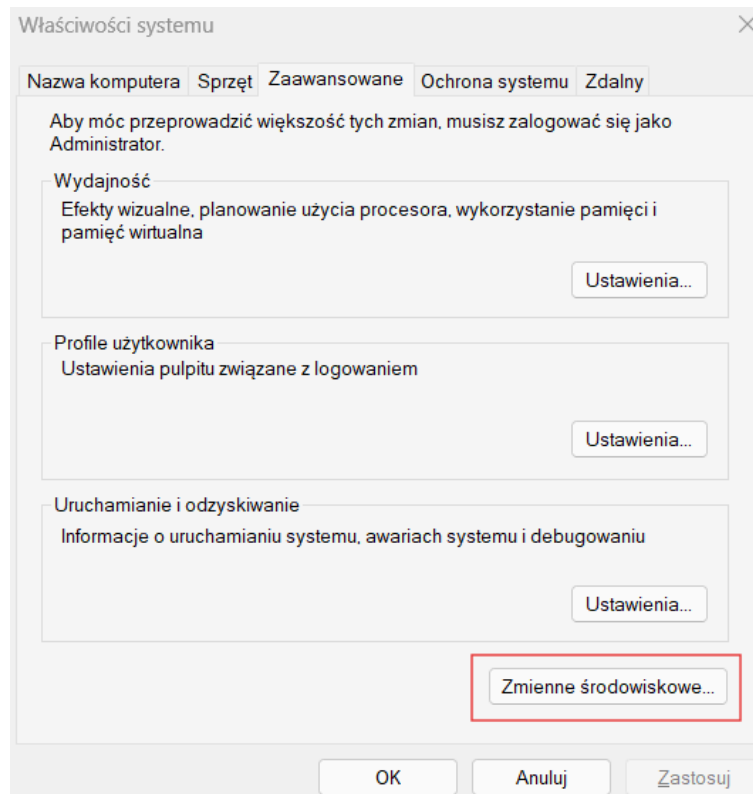 Właściwości systemu
Nazwa komputera Sprzęt Zaawansowane Ochrona systemu Zdalny
Aby móc przeprowadzić większość tych zmian, musisz zalogować się jako
Administrator.
Wydajność
Efekty wizualne, planowanie użycia procesora, wykorzystanie pamięci i
pamięć wirtualna
Ustawienia...
Profile użytkownika
Ustawienia pulpitu związane z logowaniem
Ustawienia...
Uruchamianie i odzyskiwanie
Informacje o uruchamianiu systemu, awariach systemu i debugowaniu
Ustawienia...
Zmienne środowiskowe...
OK Anuluj Zastosuj